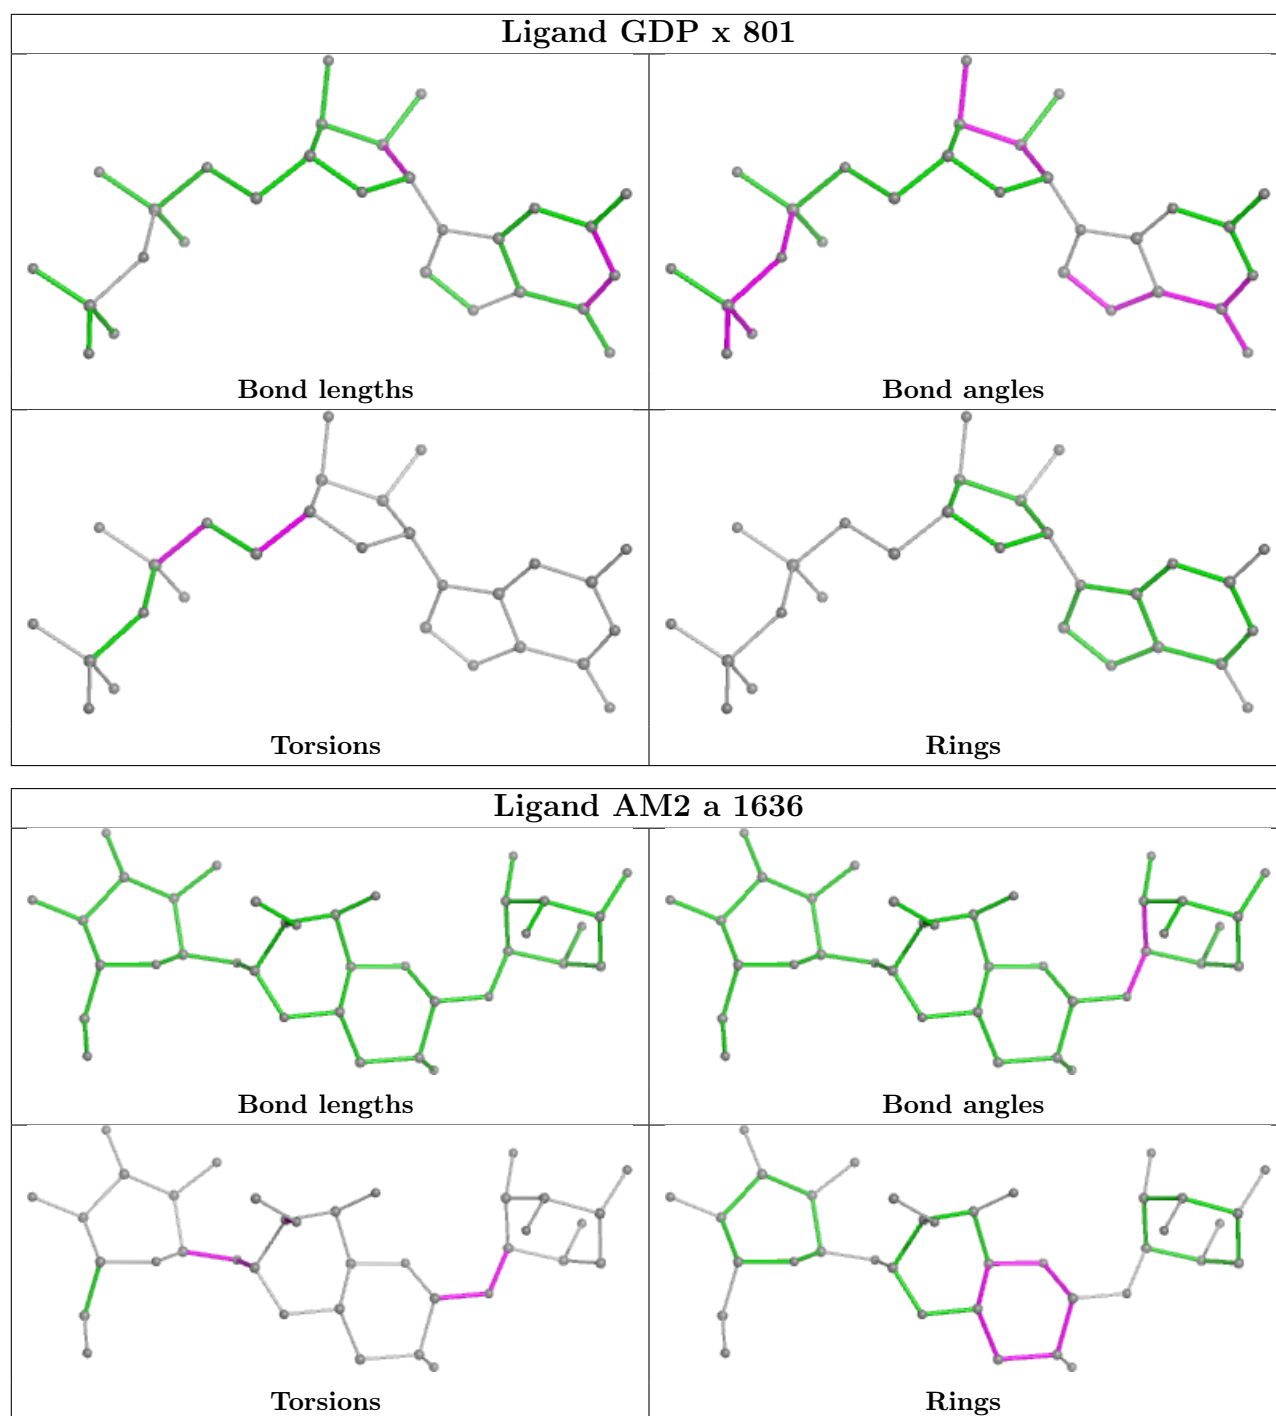 Ligand GDP x 801
Bond lengths
Bond angles
Torsions
Rings
Ligand AM2 a 1636
Bond lengths
Bond angles
Torsions
Rings